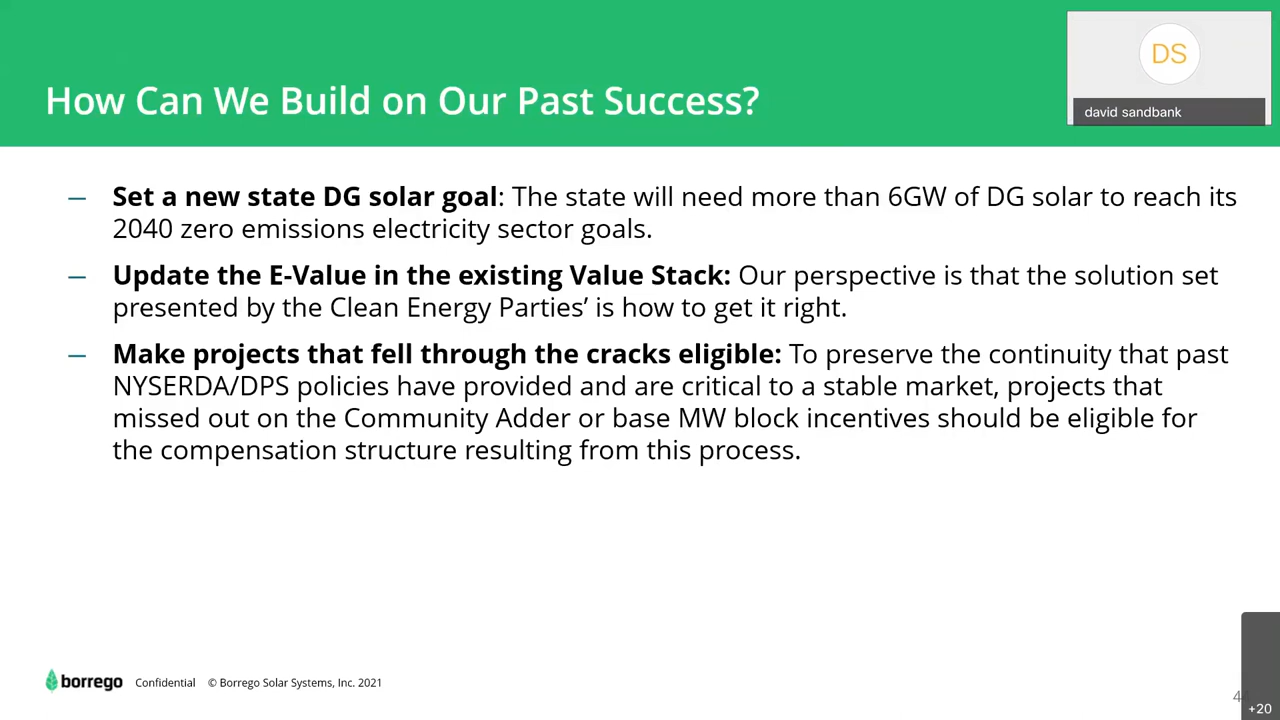 How Can We Build on Our Past Success?
DS
david sandbank
— Set a new state DG solar goal: The state will need more than 6GW of DG solar to reach its
2040 zero emissions electricity sector goals.
— Update the E-Value in the existing Value Stack: Our perspective is that the solution set
presented by the Clean Energy Parties’ is how to get it right.
— Make projects that fell through the cracks eligible: To preserve the continuity that past
NYSERDA/DPS policies have provided and are critical to a stable market, projects that
missed out on the Community Adder or base MW block incentives should be eligible for
the compensation structure resulting from this process.
borrego Confidential © Borrego Solar Systems, Inc. 2021
+20